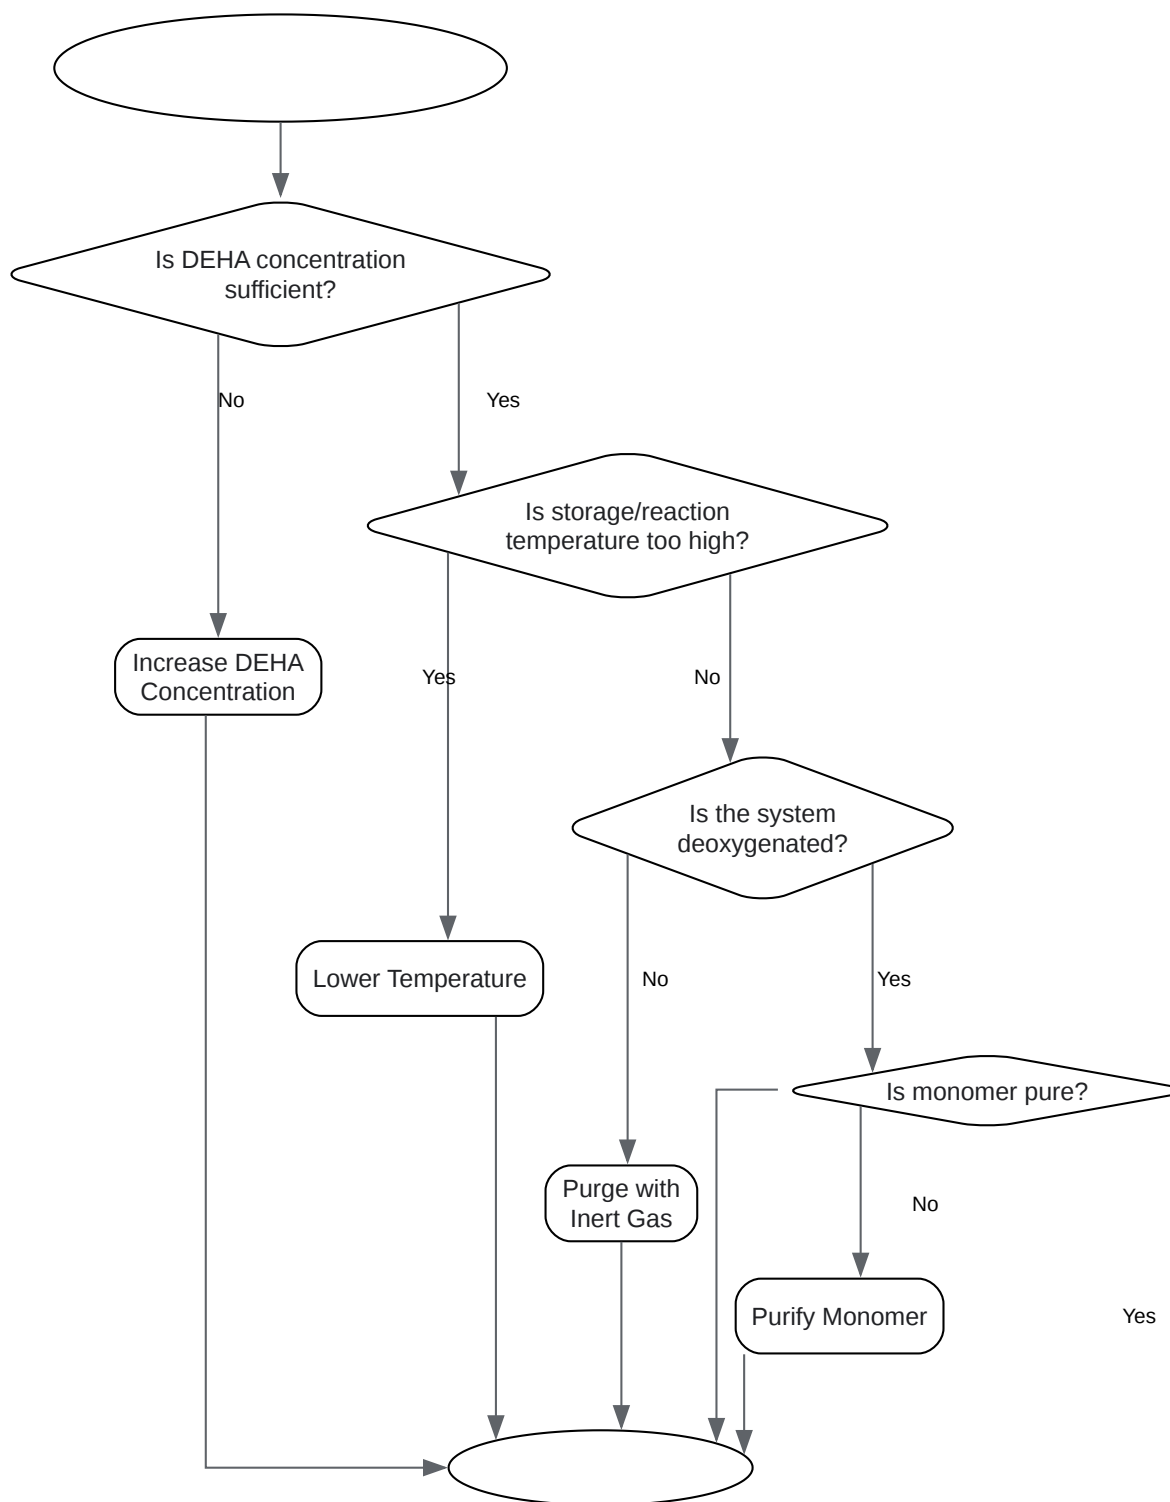 Is DEHA concentration
sufficient?
No
Yes
Is storage/reaction
temperature too high?
Increase DEHA
Concentration
Yes
No
Is the system
deoxygenated?
Lower Temperature
No
Yes
Is monomer pure?
Purge with
Inert Gas
No
Purify Monomer
Yes